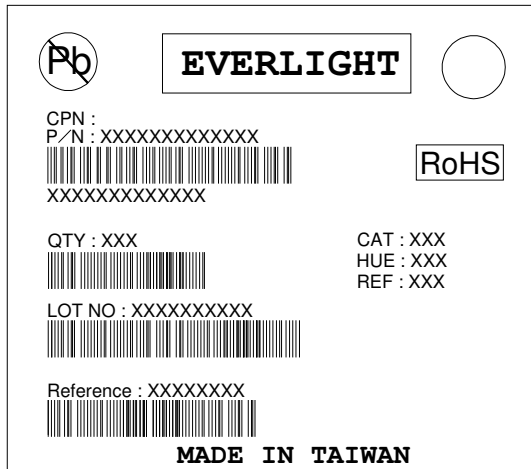 Pb
EVERLIGHT
CPN :
P/N : XXXXXXXXXXXXX
RoHS
XXXXXXXXXXXXX
QTY : XXX
CAT : XXX
HUE : XXX
REF : XXX
LOT NO : XXXXXXXXXX
Reference : XXXXXXXX
MADE IN TAIWAN